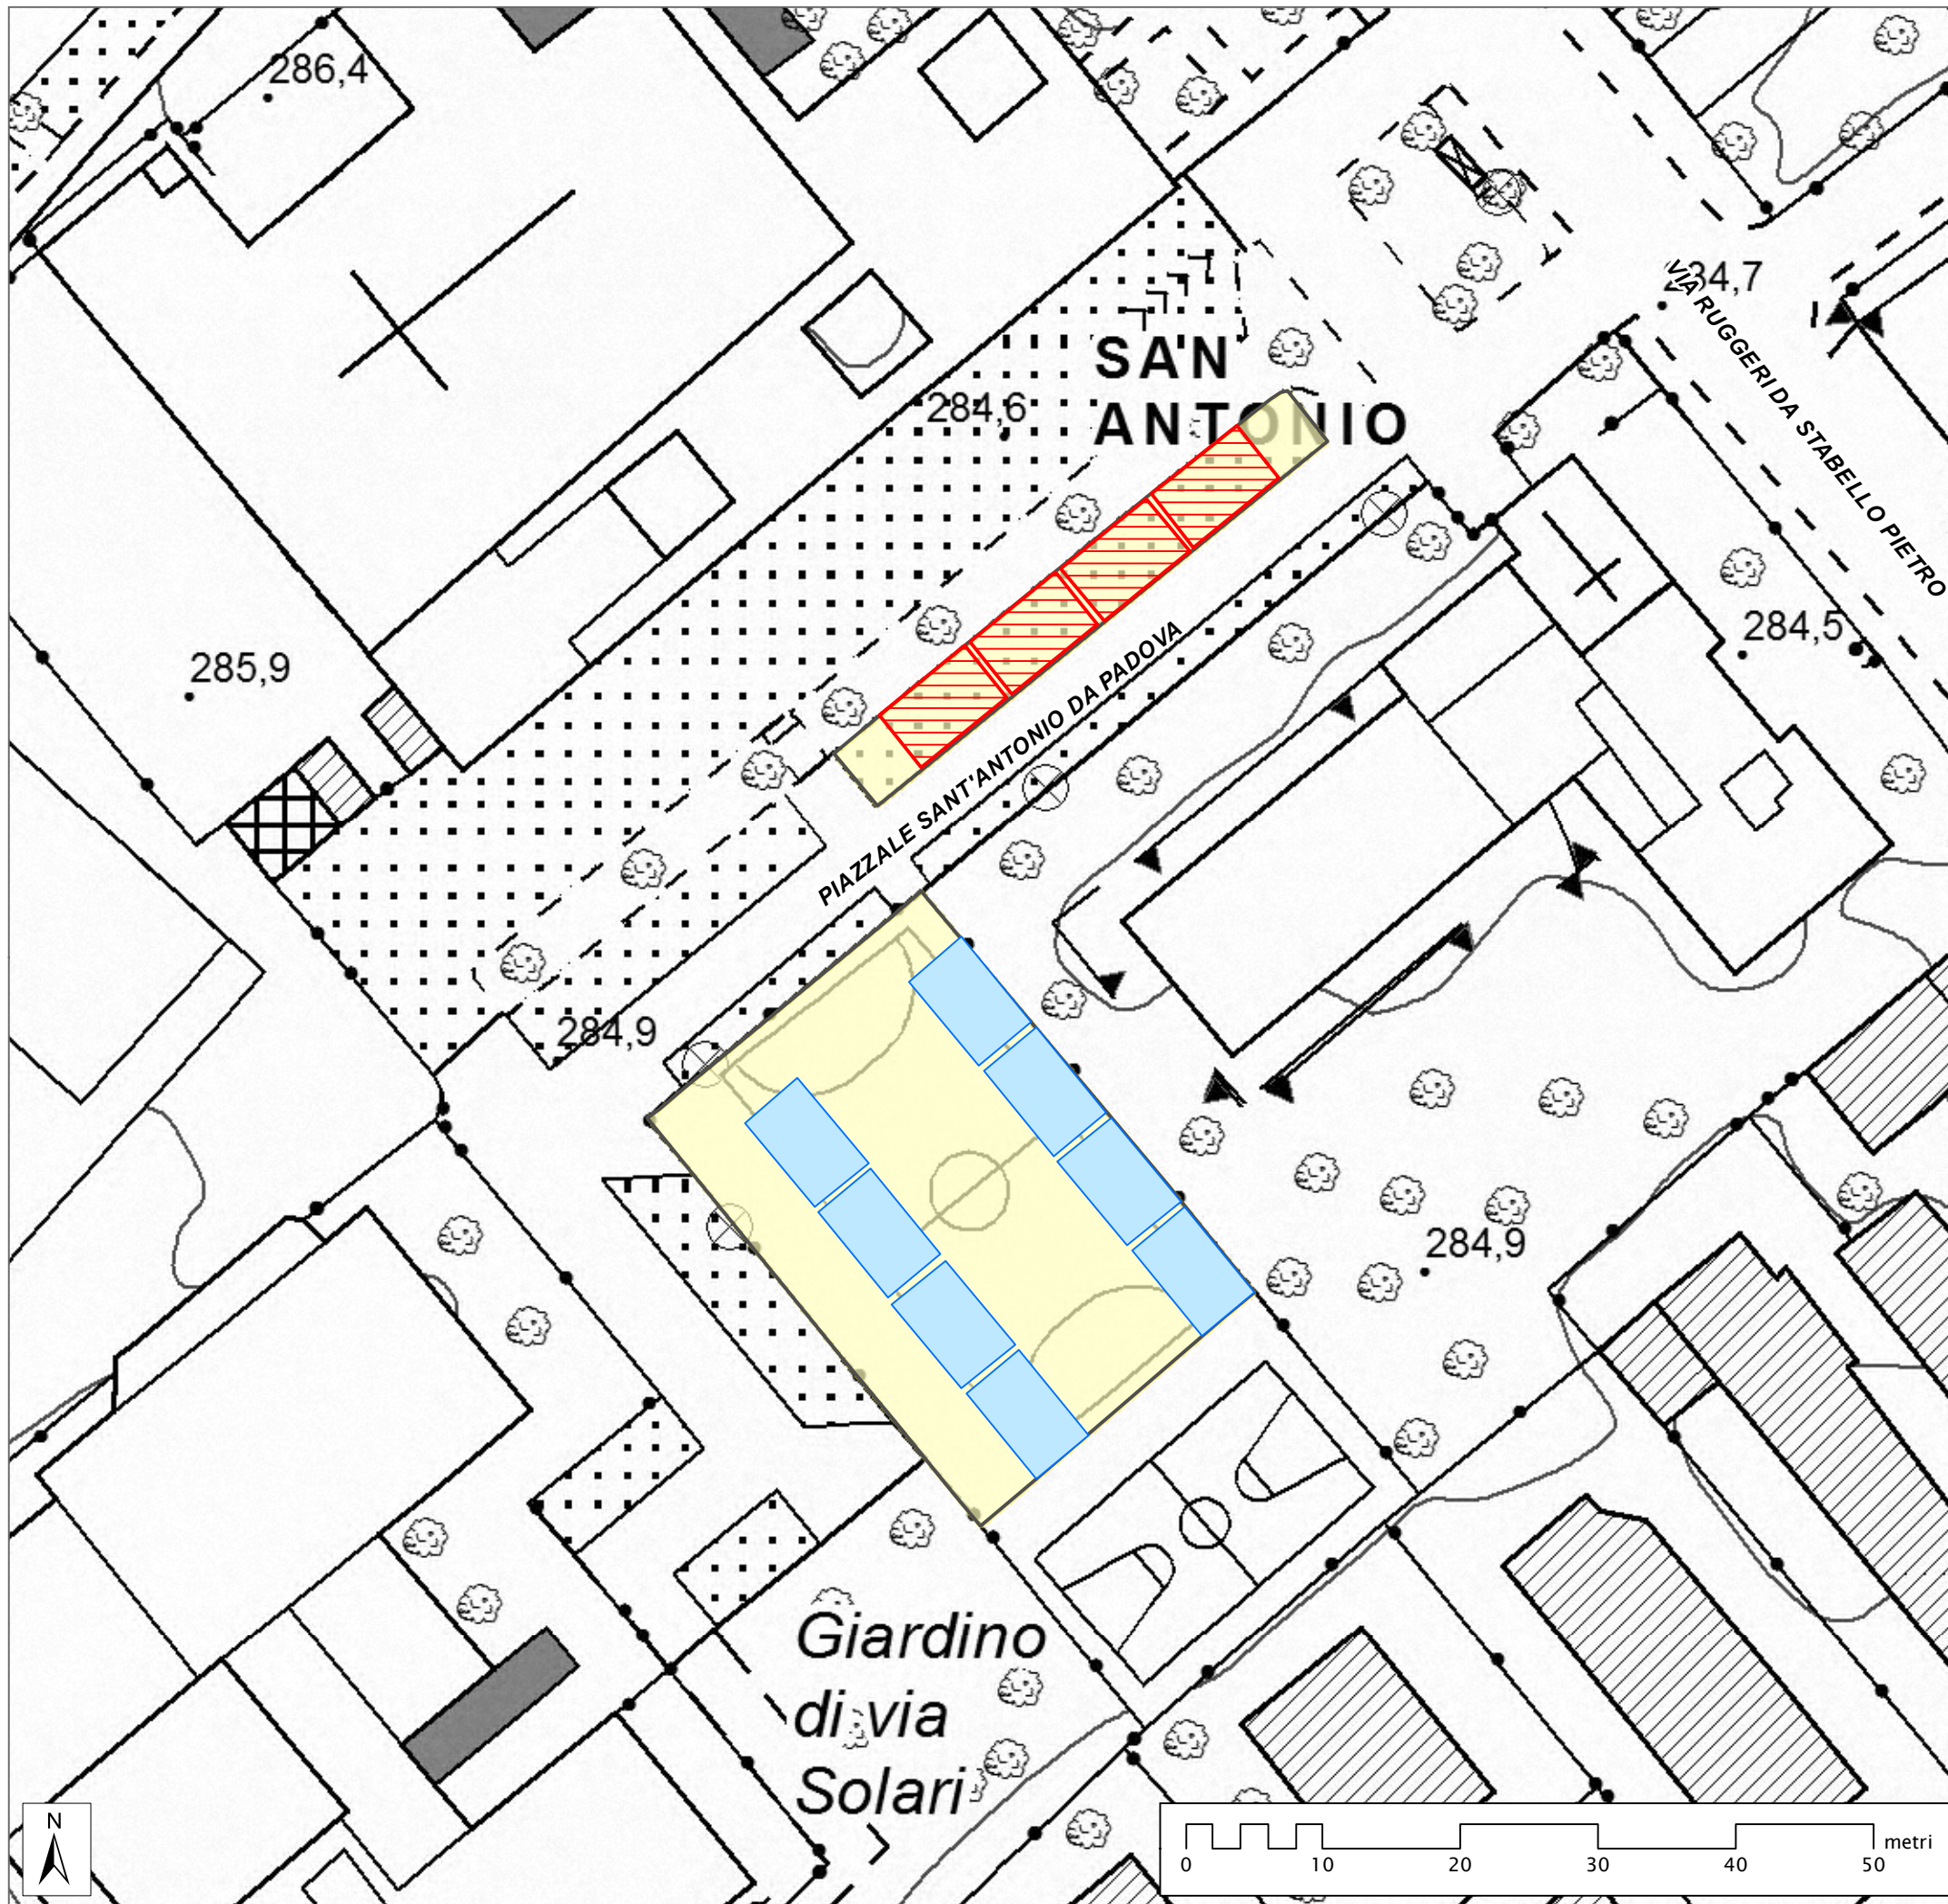 286,4
234,7
VIA RUGGERI DA STABELLO PIETRO
SAN
ANTONIO
284,6
284,5
285,9
PIAZZALE SANT'ANTONIO DA PADOVA
284,9
284,9
Giardino
di via
Solari
N
0 10 20 30 40 50 metri